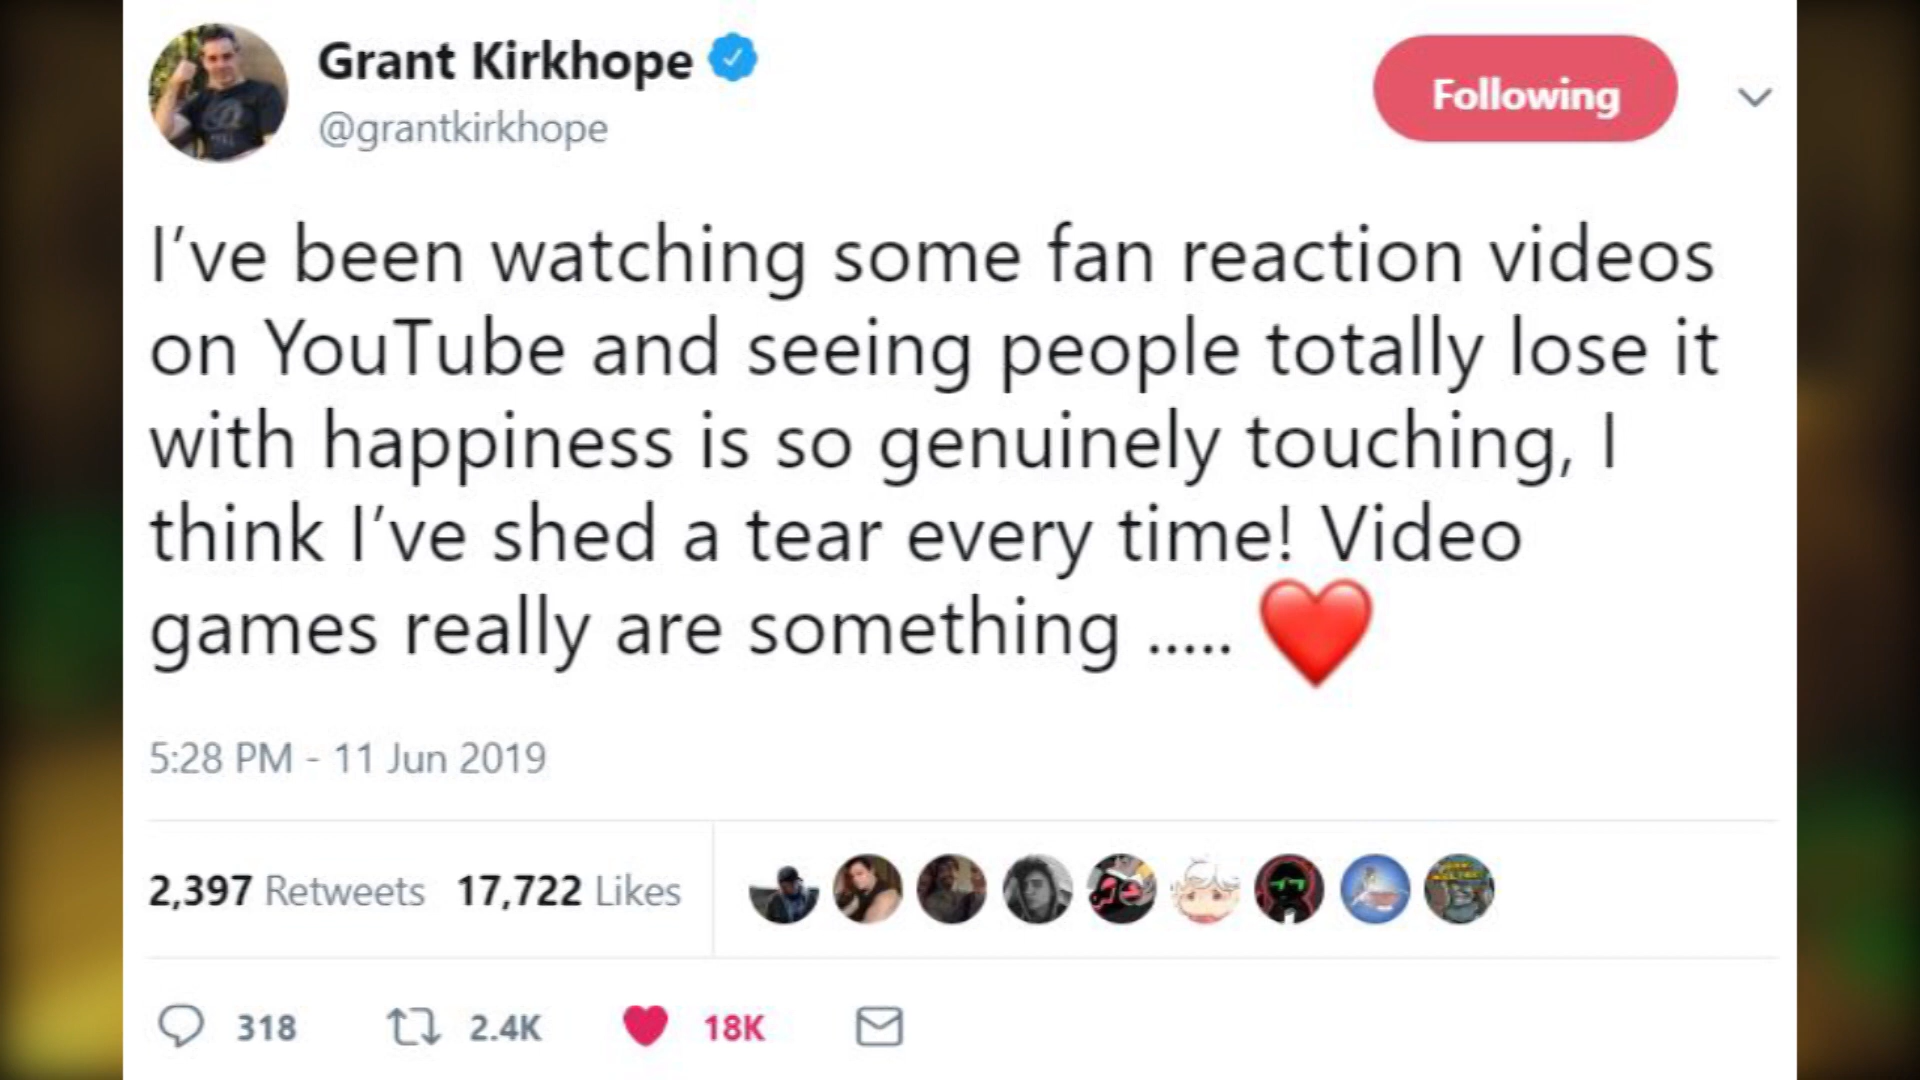 Grant Kirkhope
@grantkirkhope
Following
I've been watching some fan reaction videos
on YouTube and seeing people totally lose it
with happiness is so genuinely touching, I
think I've shed a tear every time! Video
games really are something ..... ❤️
5:28 PM - 11 Jun 2019
2,397 Retweets 17,722 Likes
318 2.4K 18K